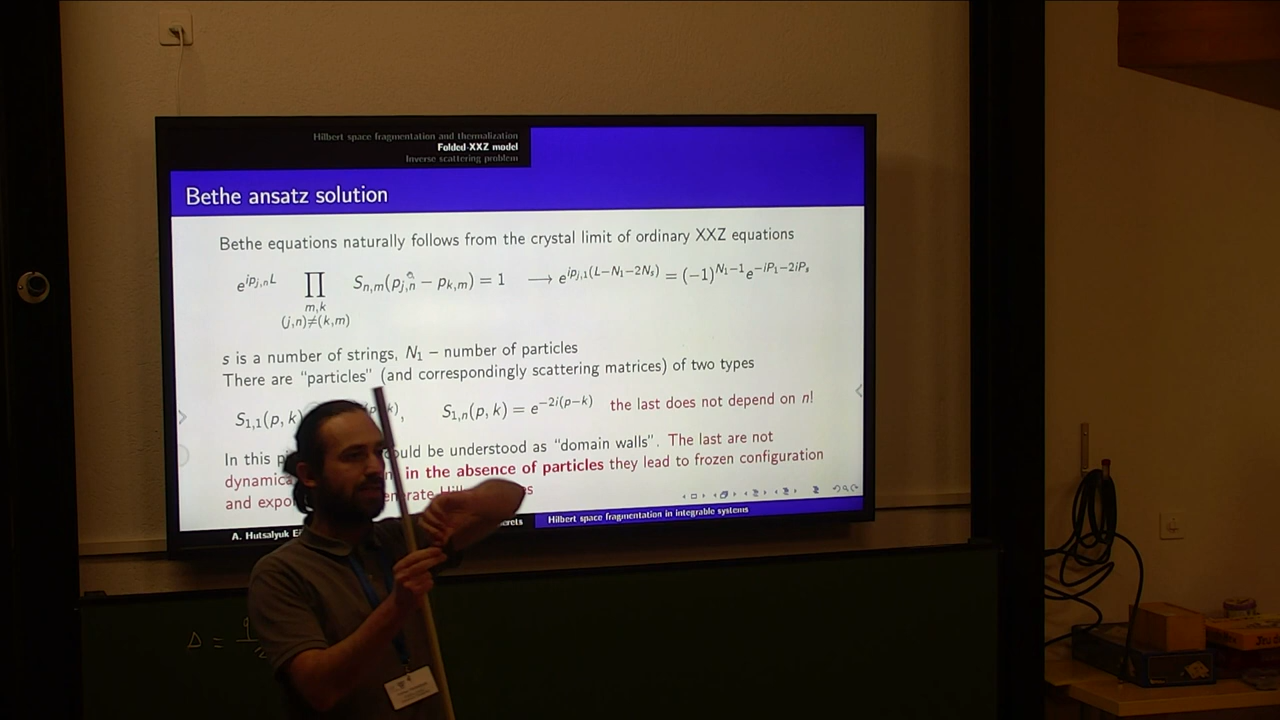 Hilbert space fragmentation and thermalization
Folded-XXZ model
Inverse scattering problem
Bethe ansatz solution
Bethe equations naturally follows from the crystal limit of ordinary XXZ equations
e^{ip_{j,n}L} ∏_{m,k (j,n)≠(k,m)} S_{n,m}(p_{j,n} − p_{k,m}) = 1 ⟶ e^{ip_{j,1}(L−N_1−2N_s)} = (−1)^{N_1−1}e^{−iP_1−2iP_s},
s is a number of strings, N_1 − number of particles
There are "particles" (and correspondingly scattering matrices) of two types
S_{1,1}(p, k) k), S_{1,n}(p, k) = e^{−2i(p−k)} the last does not depend on n!
In this ould be understood as "domain walls". The last are not
dynamica in the absence of particles they lead to frozen configuration
and expo
A. Hutsalyuk Hilbert space fragmentation in integrable systems
Δ =